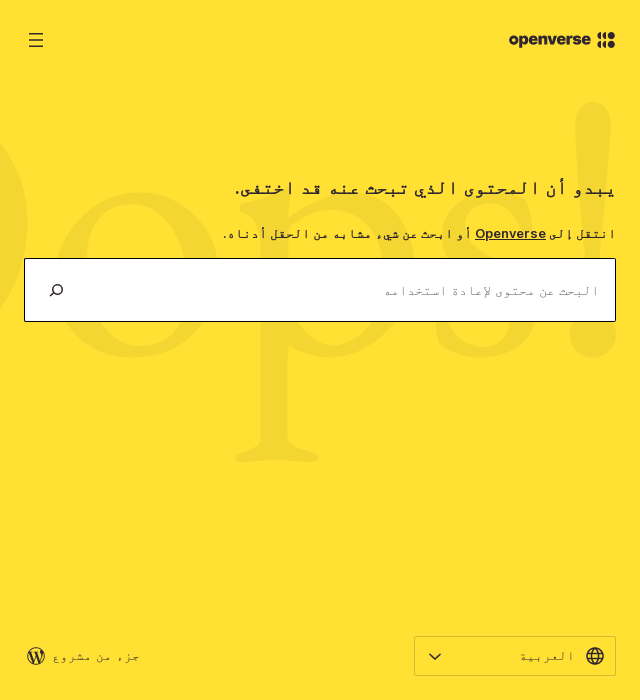 openverse
Oops!
يبدو أن المحتوى الذي تبحث عنه قد اختفى.
انتقل إلى Openverse أو ابحث عن شيء مشابه من الحقل أدناه.
البحث عن محتوى لإعادة استخدامه
العربية
جزء من مشروع